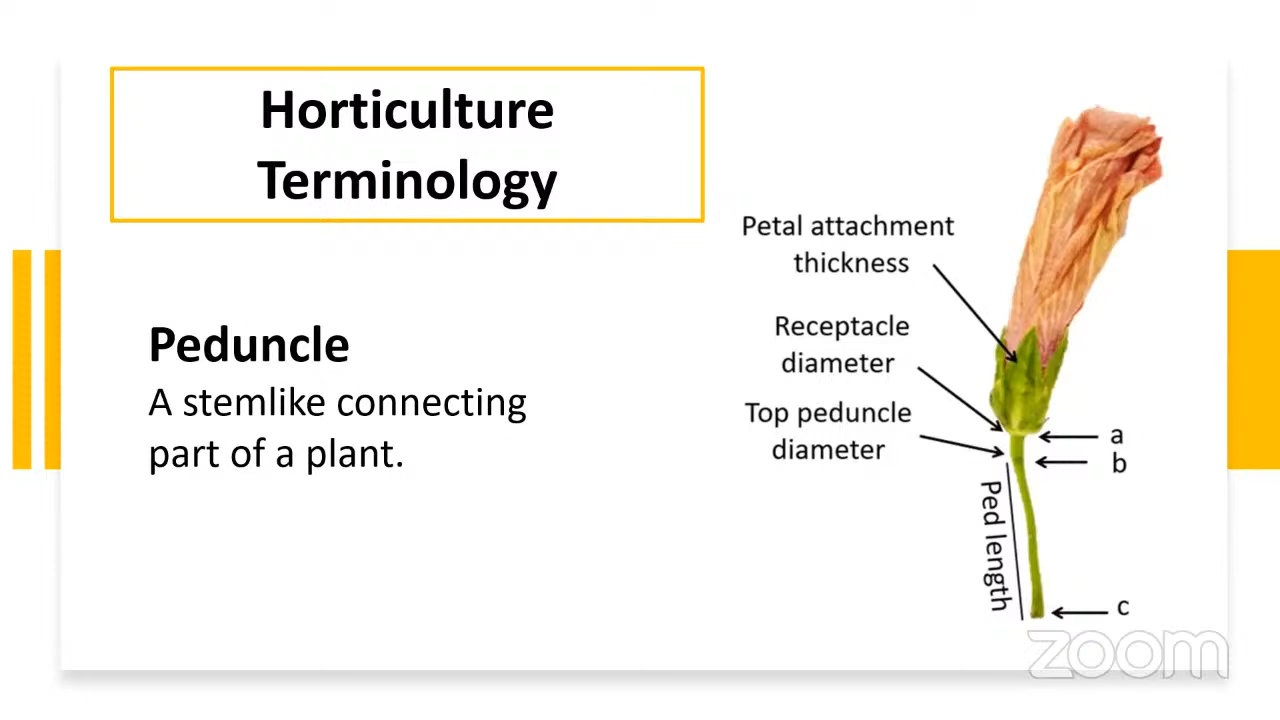 Horticulture
Terminology
Peduncle
A stemlike connecting
part of a plant.
Petal attachment
thickness
Receptacle
diameter
Top peduncle
diameter
a
b
Ped length
c
zoom